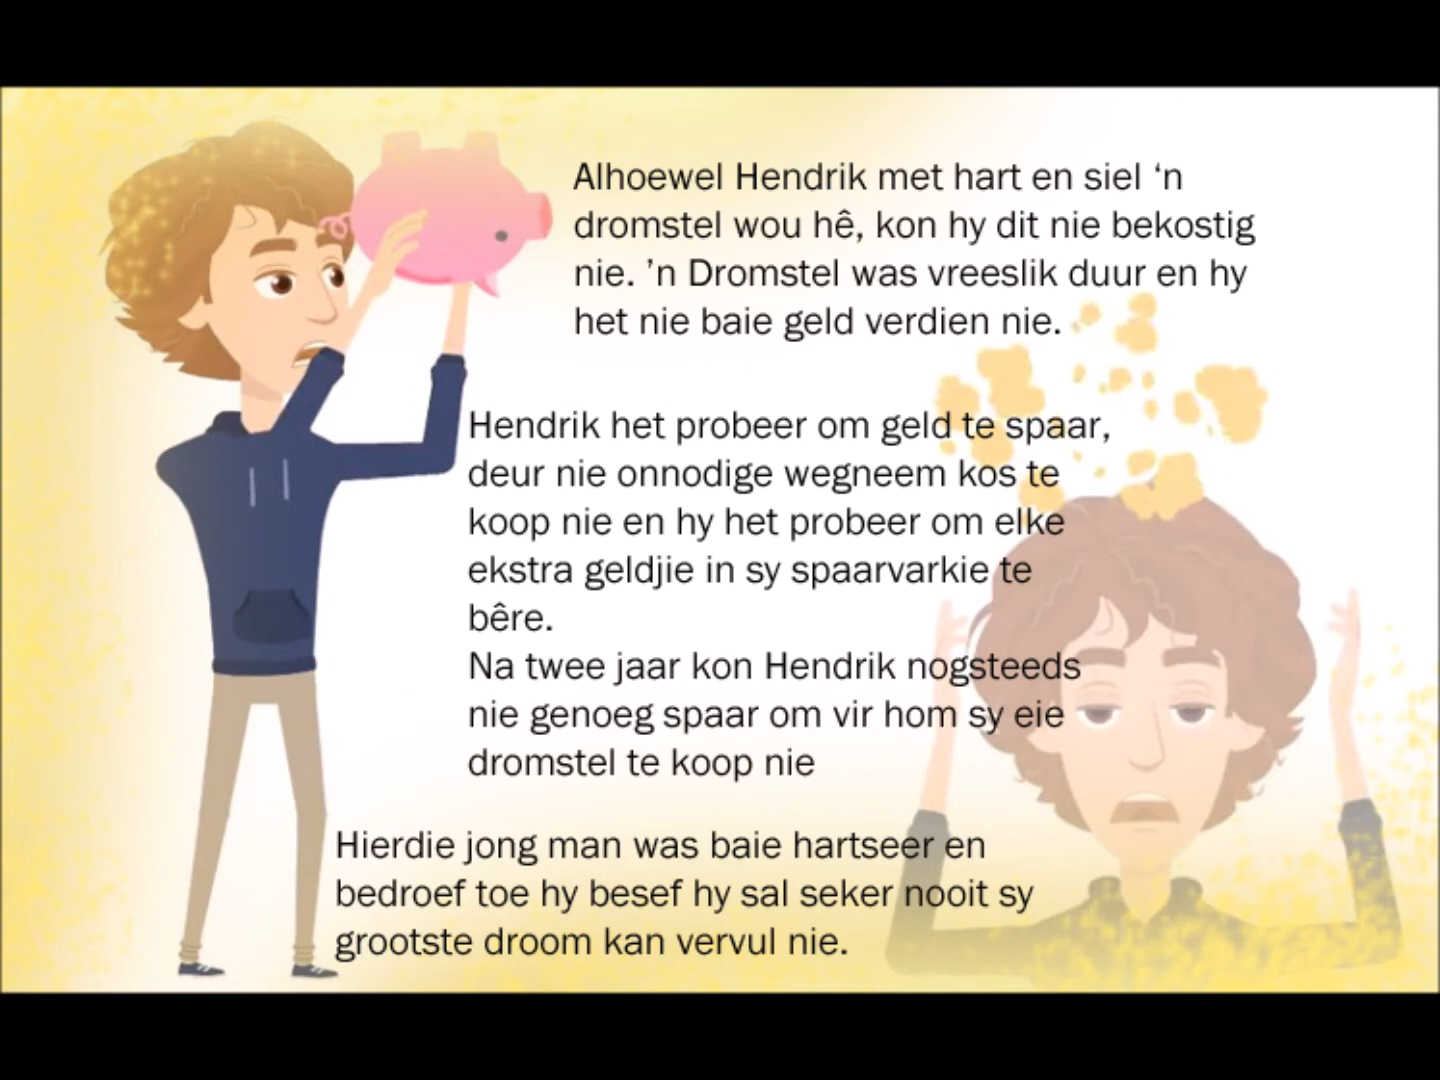 Alhoewel Hendrik met hart en siel ‘n
dromstel wou hê, kon hy dit nie bekostig
nie. ’n Dromstel was vreeslik duur en hy
het nie baie geld verdien nie.
Hendrik het probeer om geld te spaar,
deur nie onnodige wegneem kos te
koop nie en hy het probeer om elke
ekstra geldjie in sy spaarvarkie te
bêre.
Na twee jaar kon Hendrik nogsteeds
nie genoeg spaar om vir hom sy eie
dromstel te koop nie
Hierdie jong man was baie hartseer en
bedroef toe hy besef hy sal seker nooit sy
grootste droom kan vervul nie.